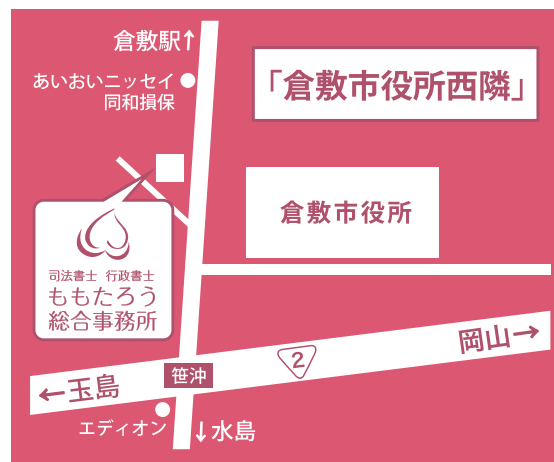 倉敷駅↑
あいおいニッセイ
同和損保
「倉敷市役所西隣」
倉敷市役所
司法書士 行政書士
ももたろう
総合事務所
岡山→
2
笹沖
←玉島
エディオン
↓水島